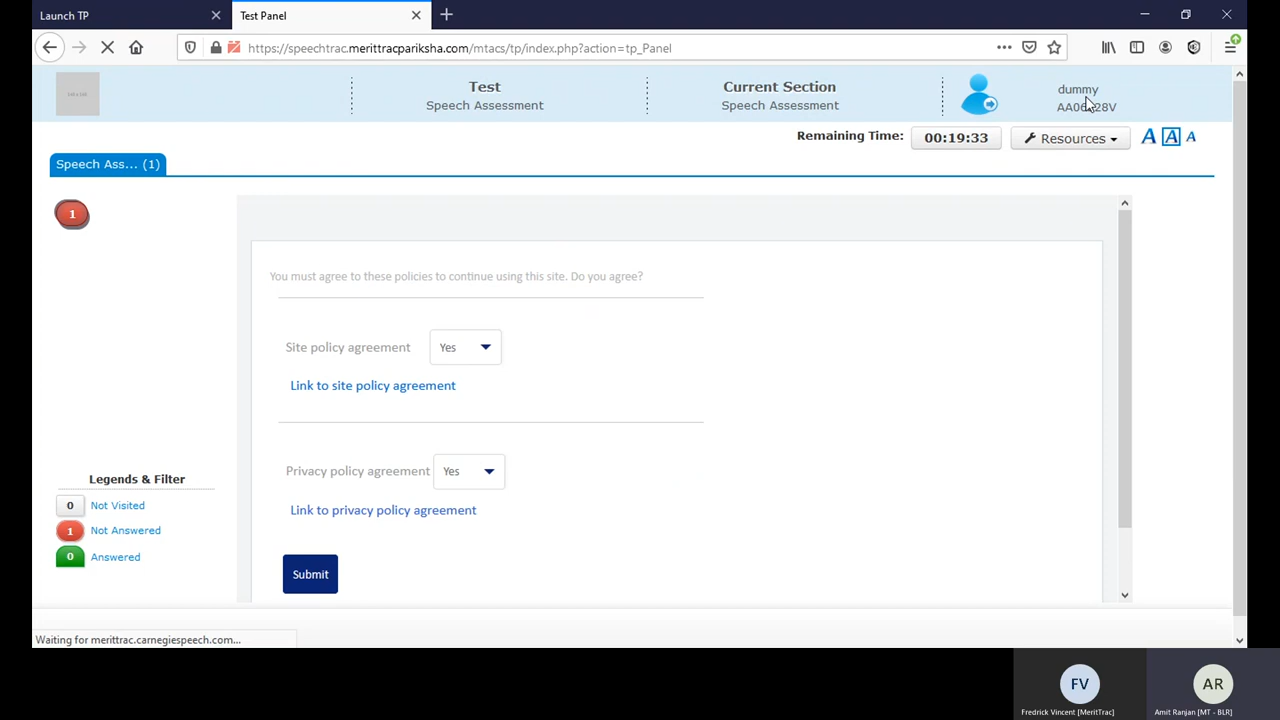 Launch TP
Test Panel
https://speechtrac.merittracpariksha.com/mtacs/tp/index.php?action=tp_Panel
Test
Speech Assessment
Current Section
Speech Assessment
dummy
Remaining Time:
00:19:33
Resources
A A A
Speech Ass... (1)
1
You must agree to these policies to continue using this site. Do you agree?
Site policy agreement
Yes
Link to site policy agreement
Privacy policy agreement
Yes
Link to privacy policy agreement
Submit
Legends & Filter
0 Not Visited
1 Not Answered
0 Answered
Waiting for merittrac.carnegiespeech.com...
FV
Fredrick Vincent [MeritTrac]
AR
Amit Ranjan [MT - BLR]